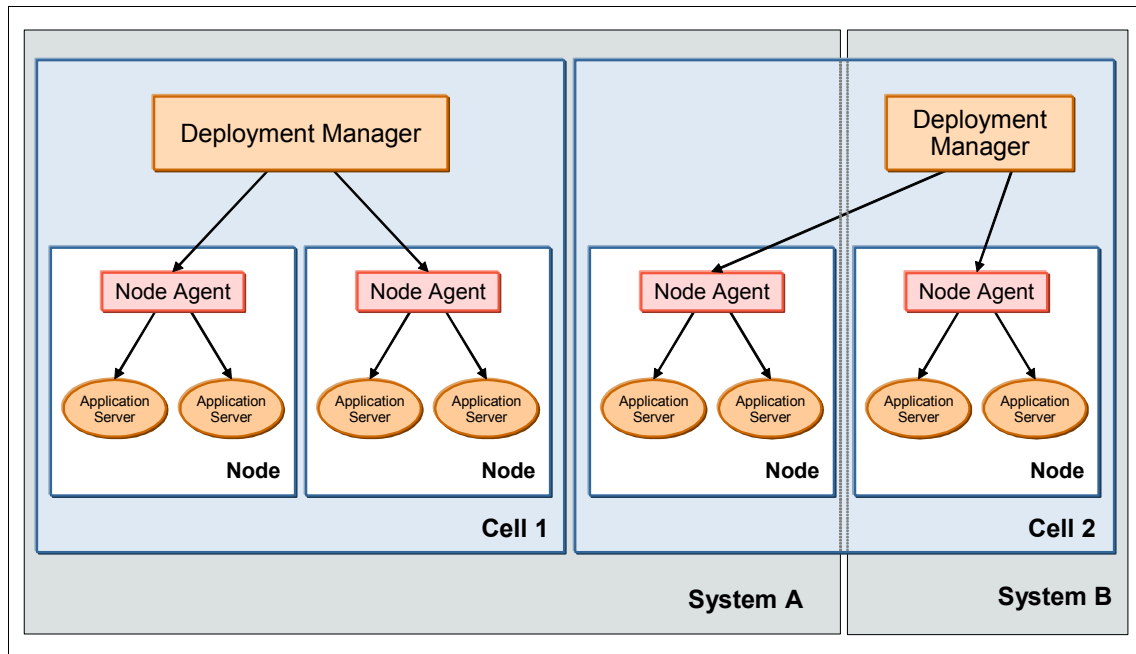 Deployment Manager
Deployment
Manager
Node Agent
Node Agent
Node Agent
Node Agent
Application
Server
Application
Server
Application
Server
Application
Server
Application
Server
Application
Server
Application
Server
Application
Server
Node
Node
Node
Node
Cell 1
Cell 2
System A
System B